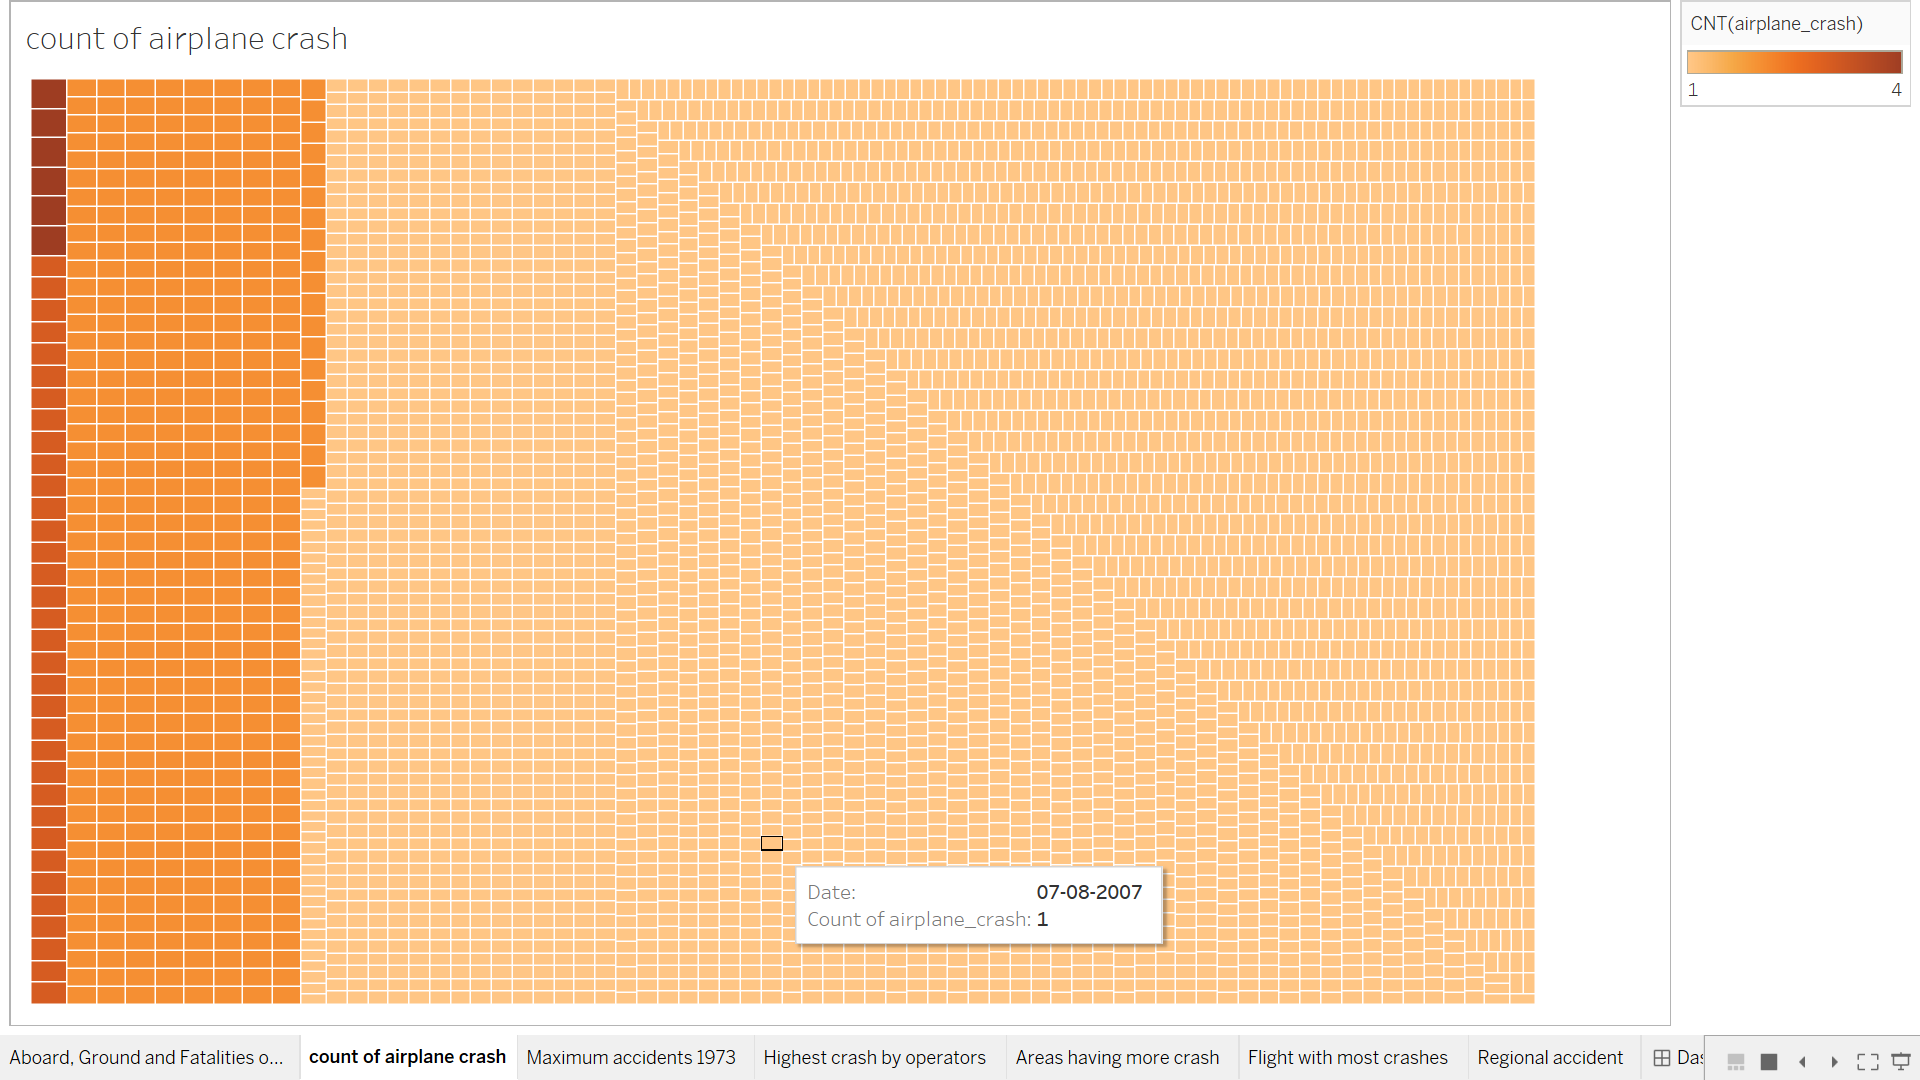 count of airplane crash
CNT(airplane_crash)
1 4
Date: 07-08-2007
Count of airplane_crash: 1
Aboard, Ground and Fatalities o... count of airplane crash Maximum accidents 1973 Highest crash by operators Areas having more crash Flight with most crashes Regional accident Das